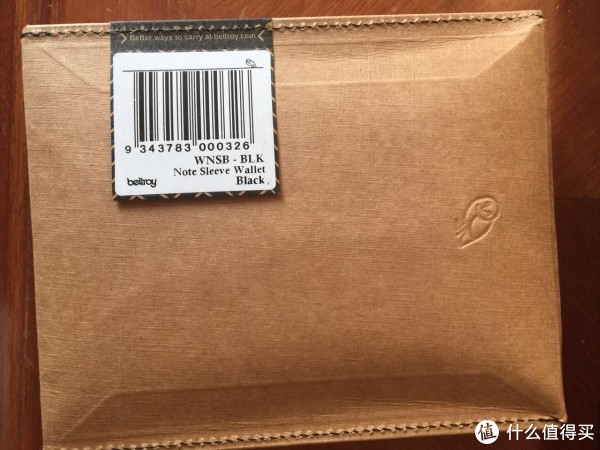 Better ways to carry at bellroy.com
9 343783 000326
WNSB - BLK
Note Sleeve Wallet
bellroy
Black
值 什么值得买